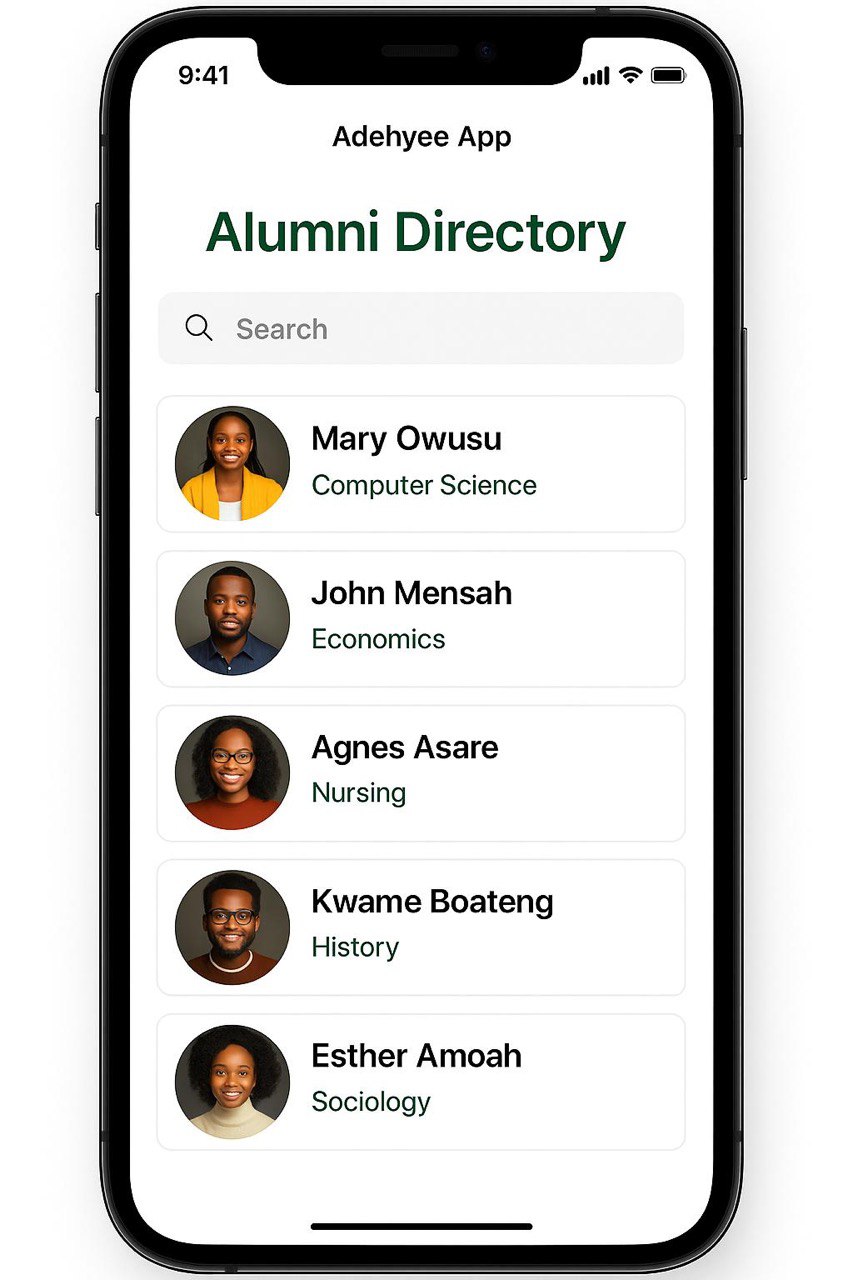 9:41
Adehyee App
Alumni Directory
Search
Mary Owusu
Computer Science
John Mensah
Economics
Agnes Asare
Nursing
Kwame Boateng
History
Esther Amoah
Sociology